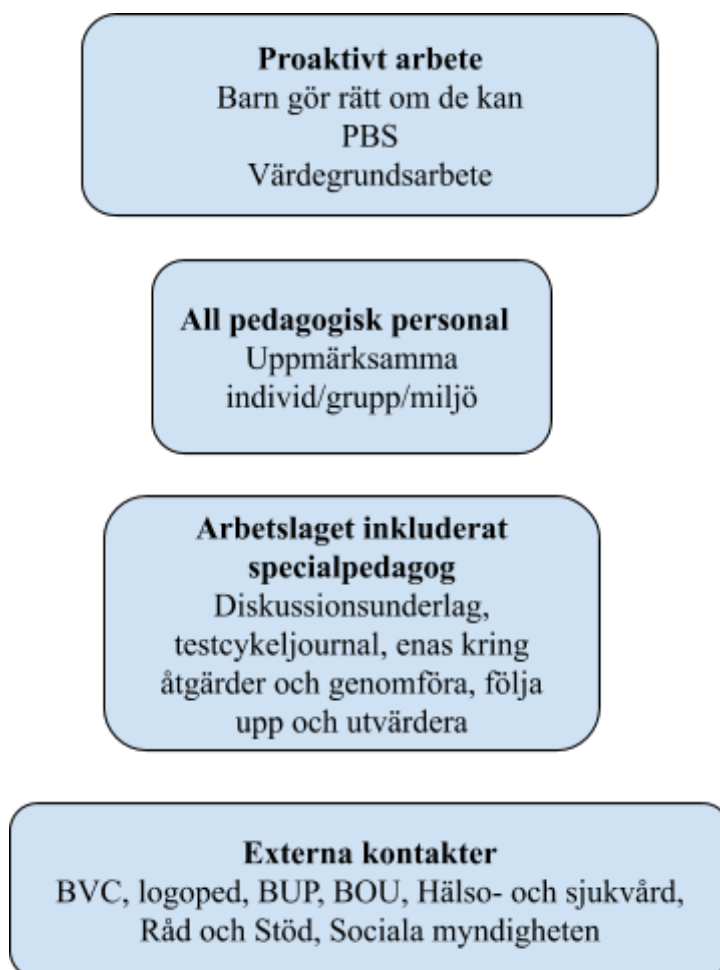 Proaktivt arbete
Barn gör rätt om de kan
PBS
Värdegrundsarbete
All pedagogisk personal
Uppmärksamma
individ/grupp/miljö
Arbetslaget inkluderat
specialpedagog
Diskussionsunderlag,
testcykeljournal, enas kring
åtgärder och genomföra, följa
upp och utvärdera
Externa kontakter
BVC, logoped, BUP, BOU, Hälso- och sjukvård,
Råd och Stöd, Sociala myndigheten